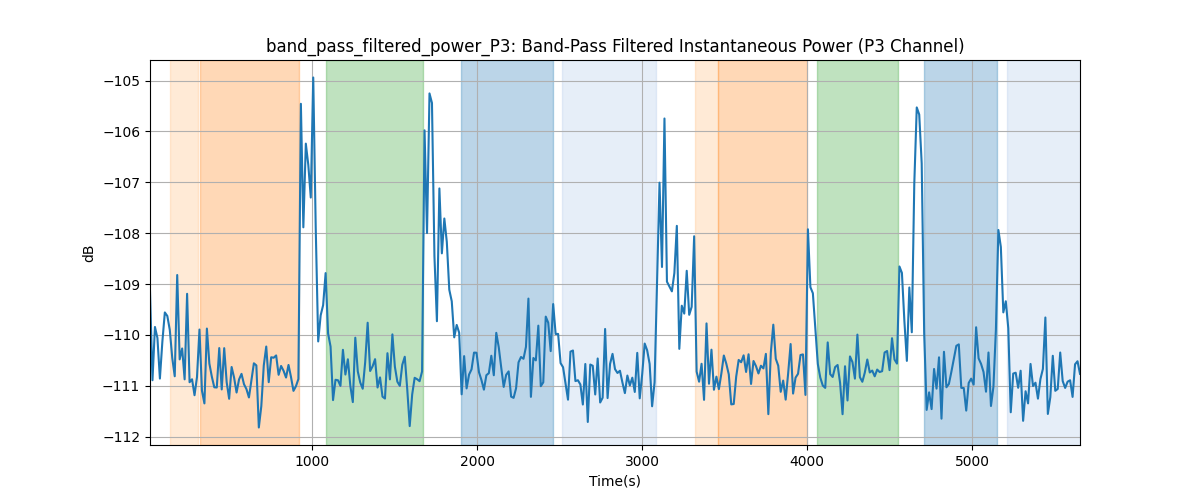 band_pass_filtered_power_P3: Band-Pass Filtered Instantaneous Power (P3 Channel)
−105
−106
−107
−108
−109
−110
−111
−112
dB
1000 2000 3000 4000 5000
Time(s)